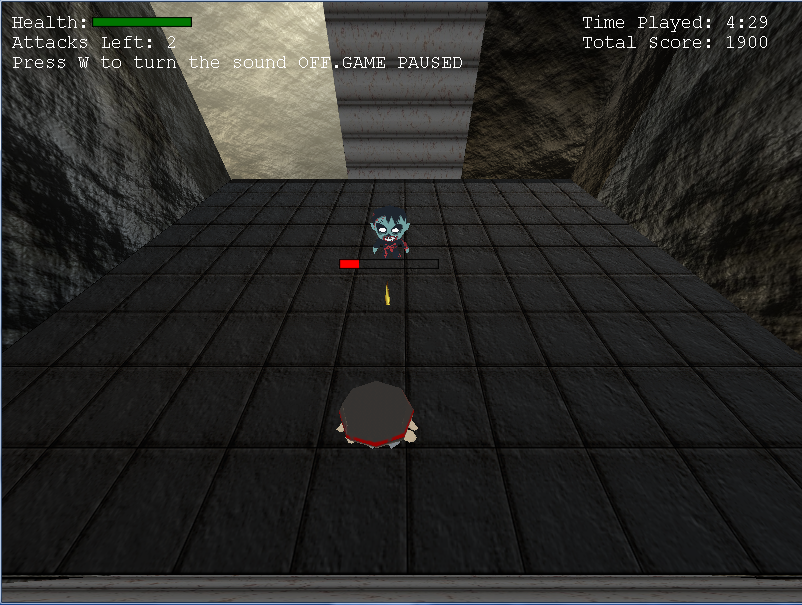 Health:
Attacks Left: 2
Press W to turn the sound OFF.GAME PAUSED
Time Played: 4:29
Total Score: 1900